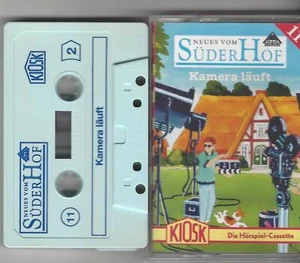 KIOSK
2
Kamera läuft
NEUES VOM
SÜDERHOF
11
NEUES VOM
SÜDERHOF
11
Kamera läuft
KIOSK
Die Hörspiel-Cassette